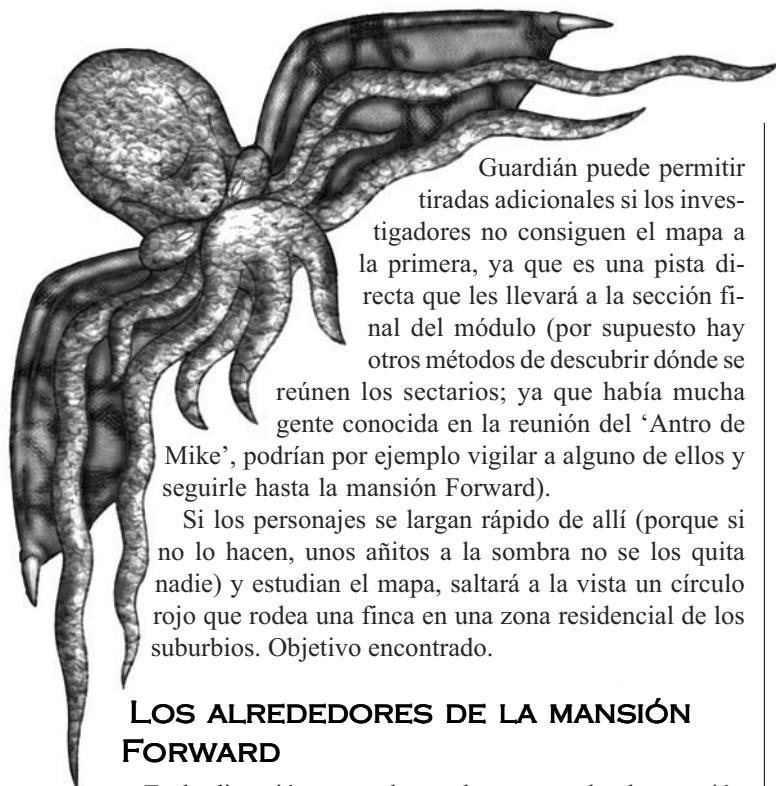 Guardián puede permitir
tiradas adicionales si los inves-
tigadores no consiguen el mapa a
la primera, ya que es una pista di-
recta que les llevará a la sección fi-
nal del módulo (por supuesto hay
otros métodos de descubrir dónde se
reúnen los sectarios; ya que había mucha
gente conocida en la reunión del ‘Antro de
Mike’, podrían por ejemplo vigilar a alguno de ellos y
seguirle hasta la mansión Forward).
Si los personajes se largan rápido de allí (porque si
no lo hacen, unos añitos a la sombra no se los quita
nadie) y estudian el mapa, saltará a la vista un círculo
rojo que rodea una finca en una zona residencial de los
suburbios. Objetivo encontrado.
LOS ALREDEDORES DE LA MANSIÓN
FORWARD